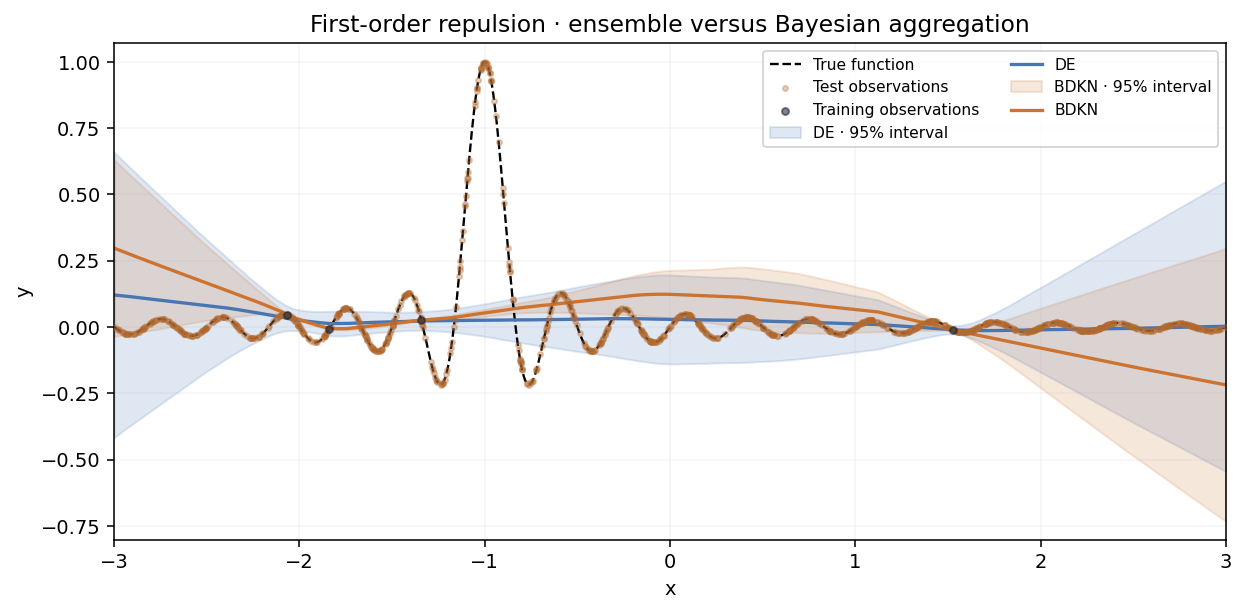 First-order repulsion · ensemble versus Bayesian aggregation
True function
Test observations
Training observations
DE · 95% interval
DE
BDKN · 95% interval
BDKN
y
1.00
0.75
0.50
0.25
0.00
−0.25
−0.50
−0.75
−3
−2
−1
0
1
2
3
x